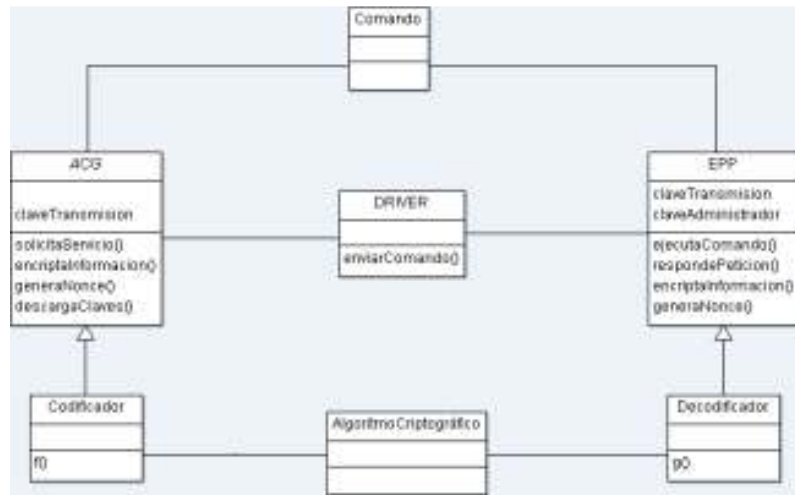 Comando
ACG
claveTransmision
solicitaServicio()
encriptaInformacion()
generaNonce()
descargaClaves()
DRIVER
enviarComando()
EPP
claveTransmision
claveAdministrador
ejecutaComando()
respondePeticion()
encriptaInformacion()
generaNonce()
Codificador
f()
AlgoritmoCriptográfico
Decodificador
g()